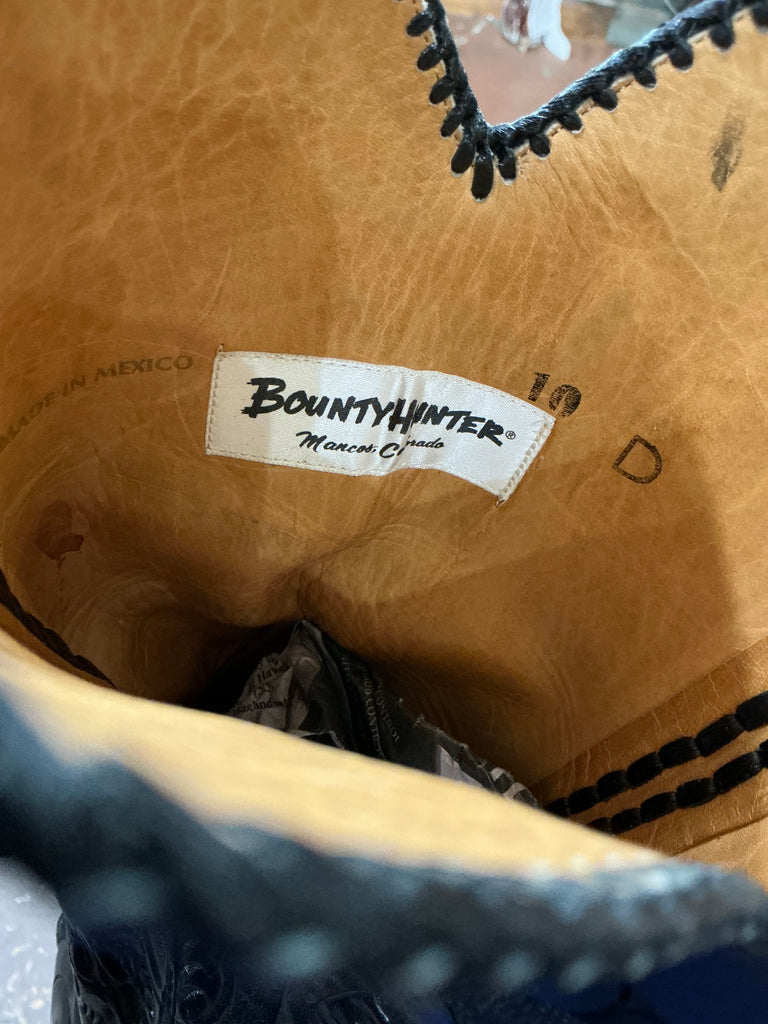 MADE IN MEXICO
BOUNTYHUNTER®
Mancos, Colorado
10
D